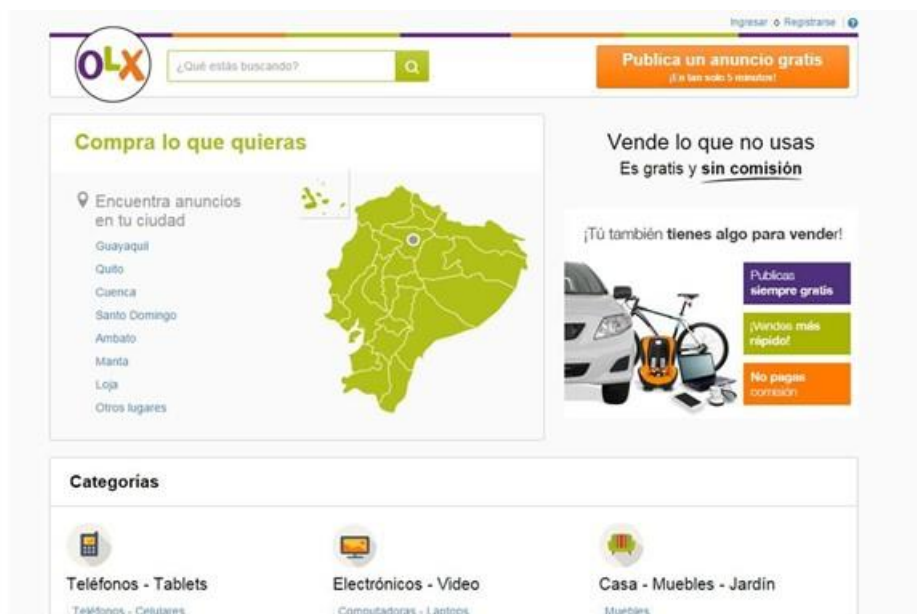 Ingresar ó Registrarse
OLX
¿Qué estás buscando?
Publica un anuncio gratis
¡En tan solo 5 minutos!
Compra lo que quieras
Encuentra anuncios
en tu ciudad
Guayaquil
Quito
Cuenca
Santo Domingo
Ambato
Manta
Loja
Otros lugares
Vende lo que no usas
Es gratis y sin comisión
¡Tú también tienes algo para vender!
Publicas
siempre gratis
¡Vendes más
rápido!
No pagas
comisión
Categorías
Teléfonos - Tablets
Electrónicos - Video
Casa - Muebles - Jardín
Teléfonos - Celulares
Computadoras - Laptops
Muebles